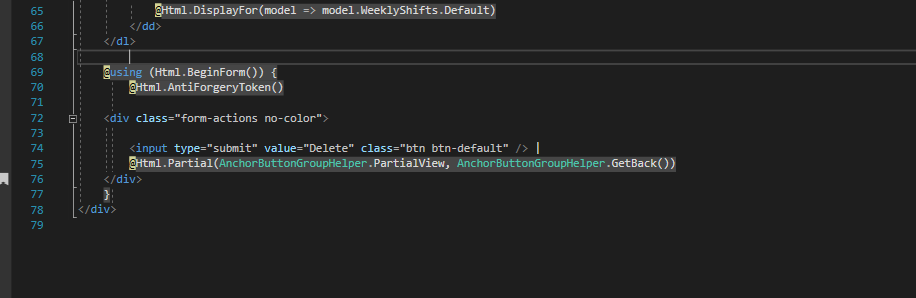 65 @Html.DisplayFor(model => model.WeeklyShifts.Default)
66 </dd>
67 </dl>
68
69 @using (Html.BeginForm()) {
70 @Html.AntiForgeryToken()
71
72 <div class="form-actions no-color">
73
74 <input type="submit" value="Delete" class="btn btn-default" /> |
75 @Html.Partial(AnchorButtonGroupHelper.PartialView, AnchorButtonGroupHelper.GetBack())
76 </div>
77 }
78 </div>
79